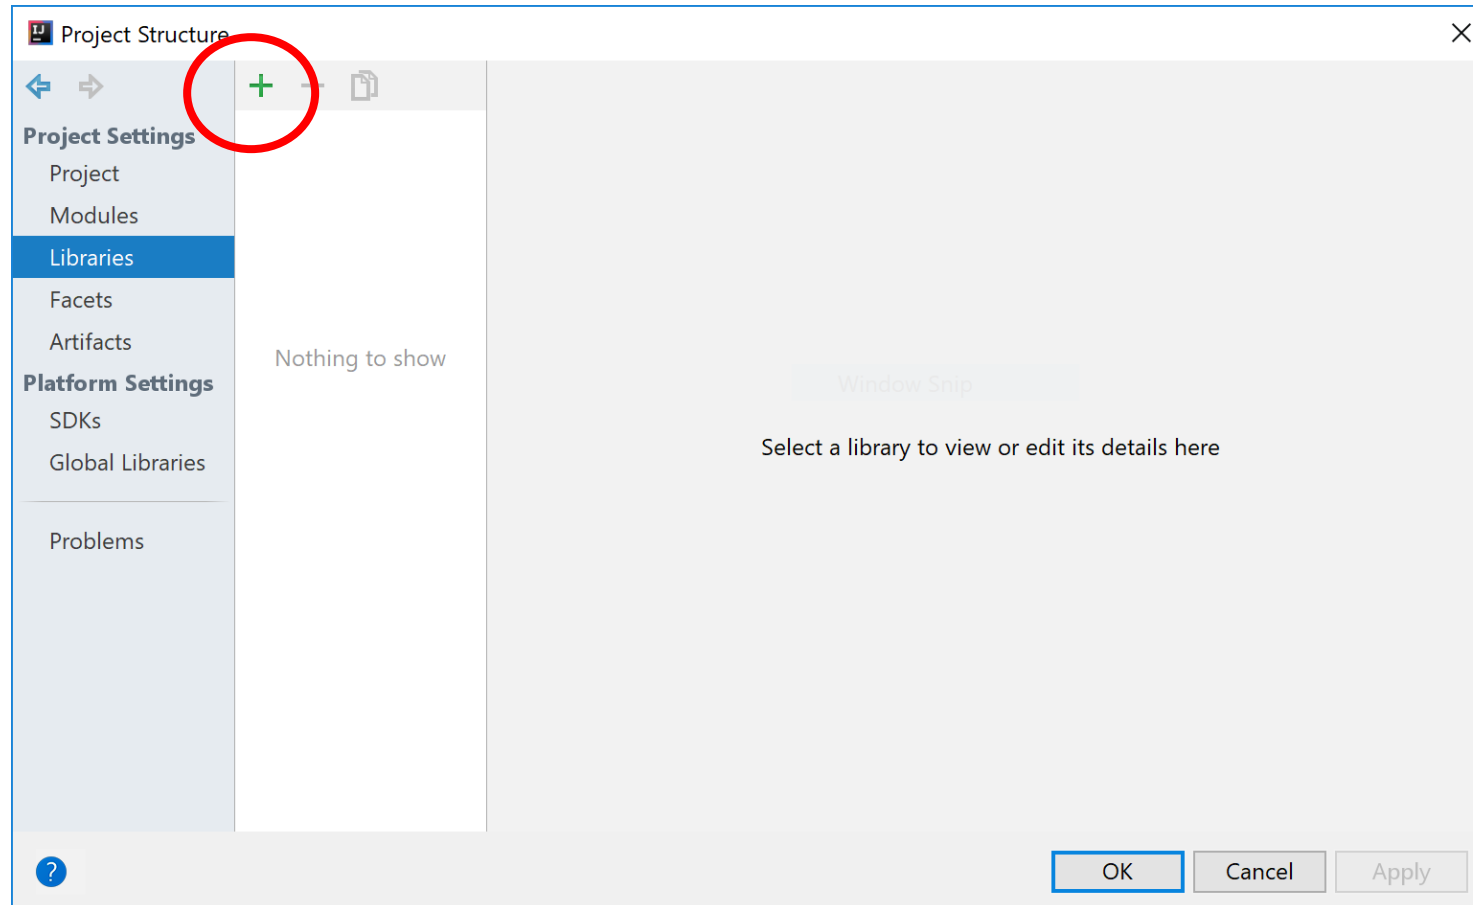 Project Structure
Project Settings
Project
Modules
Libraries
Facets
Artifacts
Platform Settings
SDKs
Global Libraries
Problems
Nothing to show
Window Snip
Select a library to view or edit its details here
?
OK
Cancel
Apply